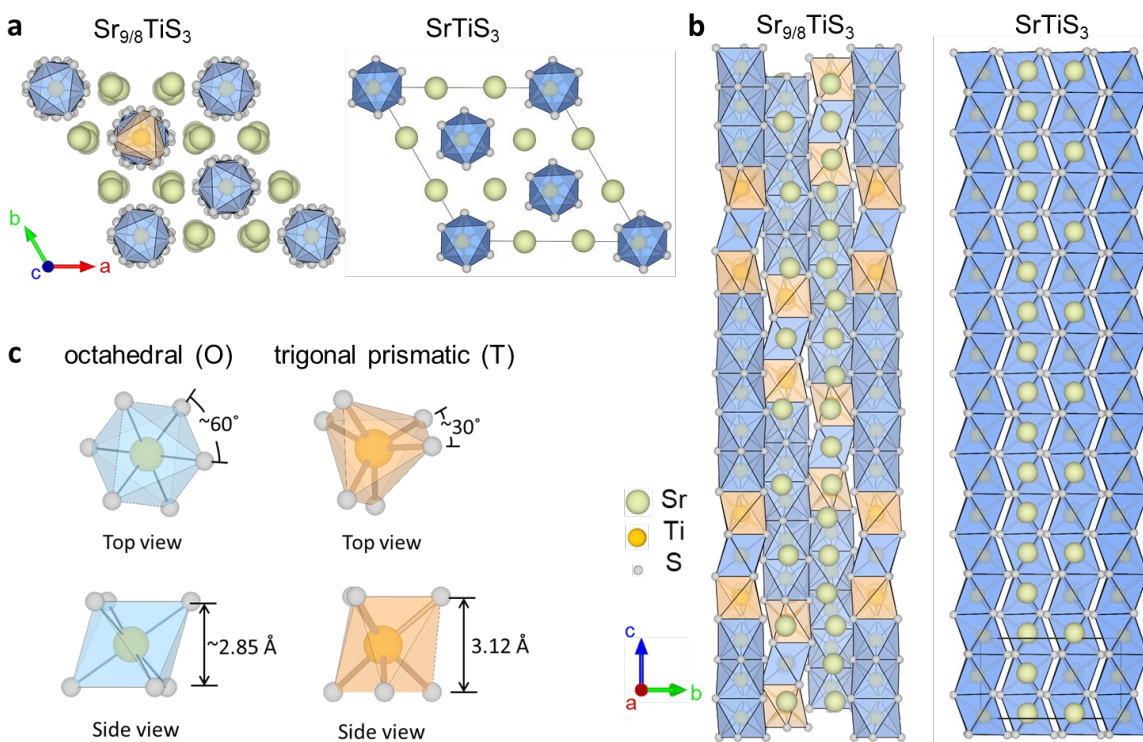 a
Sr9/8TiS3
SrTiS3
b
c
a
b
Sr9/8TiS3
SrTiS3
c
octahedral (O)
trigonal prismatic (T)
~60°
~30°
Top view
Top view
~2.85 Å
3.12 Å
Side view
Side view
Sr
Ti
S
c
a
b